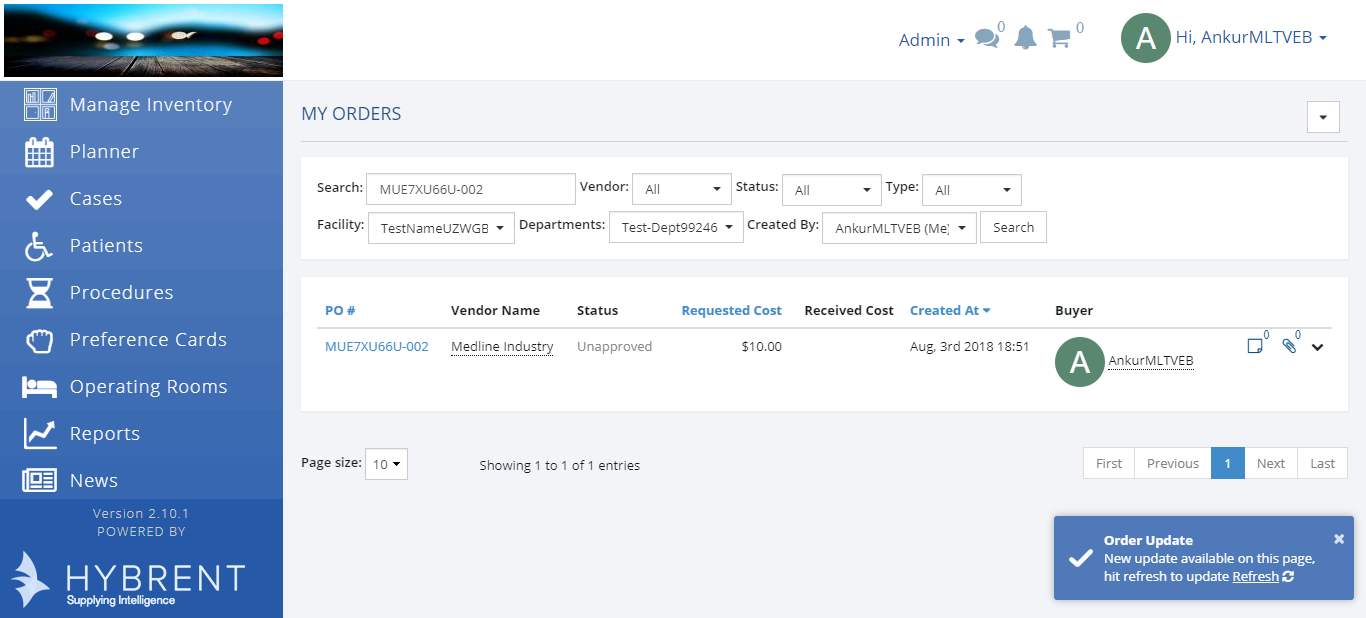 Admin 0 0 A Hi, AnkurMLTVEB
Manage Inventory
Planner
Cases
Patients
Procedures
Preference Cards
Operating Rooms
Reports
News
Version 2.10.1
POWERED BY
HYBRENT
Supplying Intelligence
MY ORDERS
Search: MUE7XU66U-002 Vendor: All Status: All Type: All
Facility: TestNameUZWGB Departments: Test-Dept99246 Created By: AnkurMLTVEB (Me) Search
PO # Vendor Name Status Requested Cost Received Cost Created At Buyer
MUE7XU66U-002 Medline Industry Unapproved $10.00 Aug, 3rd 2018 18:51 A AnkurMLTVEB 0 0
Page size: 10 Showing 1 to 1 of 1 entries First Previous 1 Next Last
Order Update
New update available on this page,
hit refresh to update Refresh